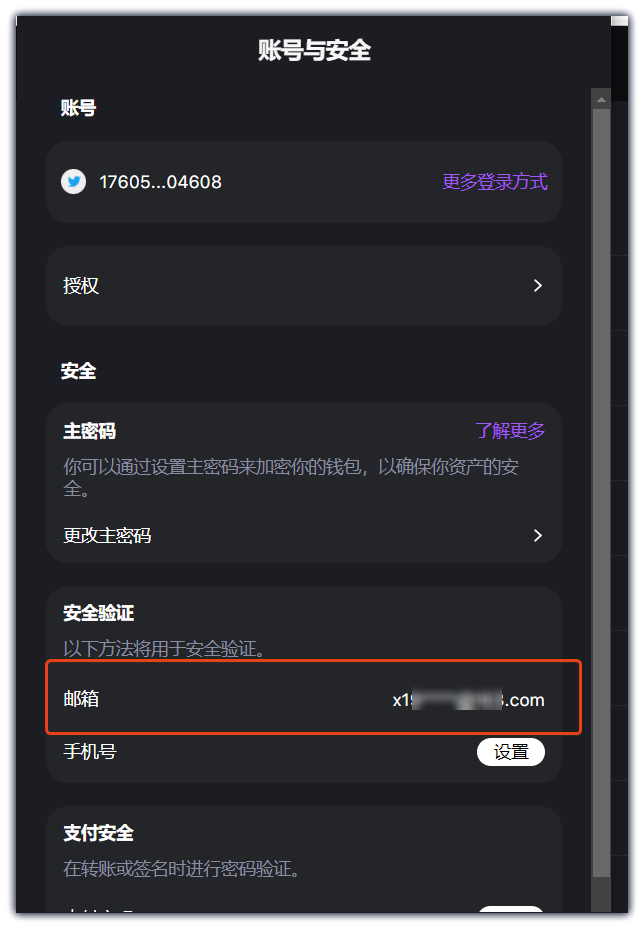 账号与安全
账号
17605...04608 更多登录方式
授权
安全
主密码 了解更多
你可以通过设置主密码来加密你的钱包，以确保你资产的安
全。
更改主密码
安全验证
以下方法将用于安全验证。
邮箱 x19 .com
手机号 设置
支付安全
在转账或签名时进行密码验证。